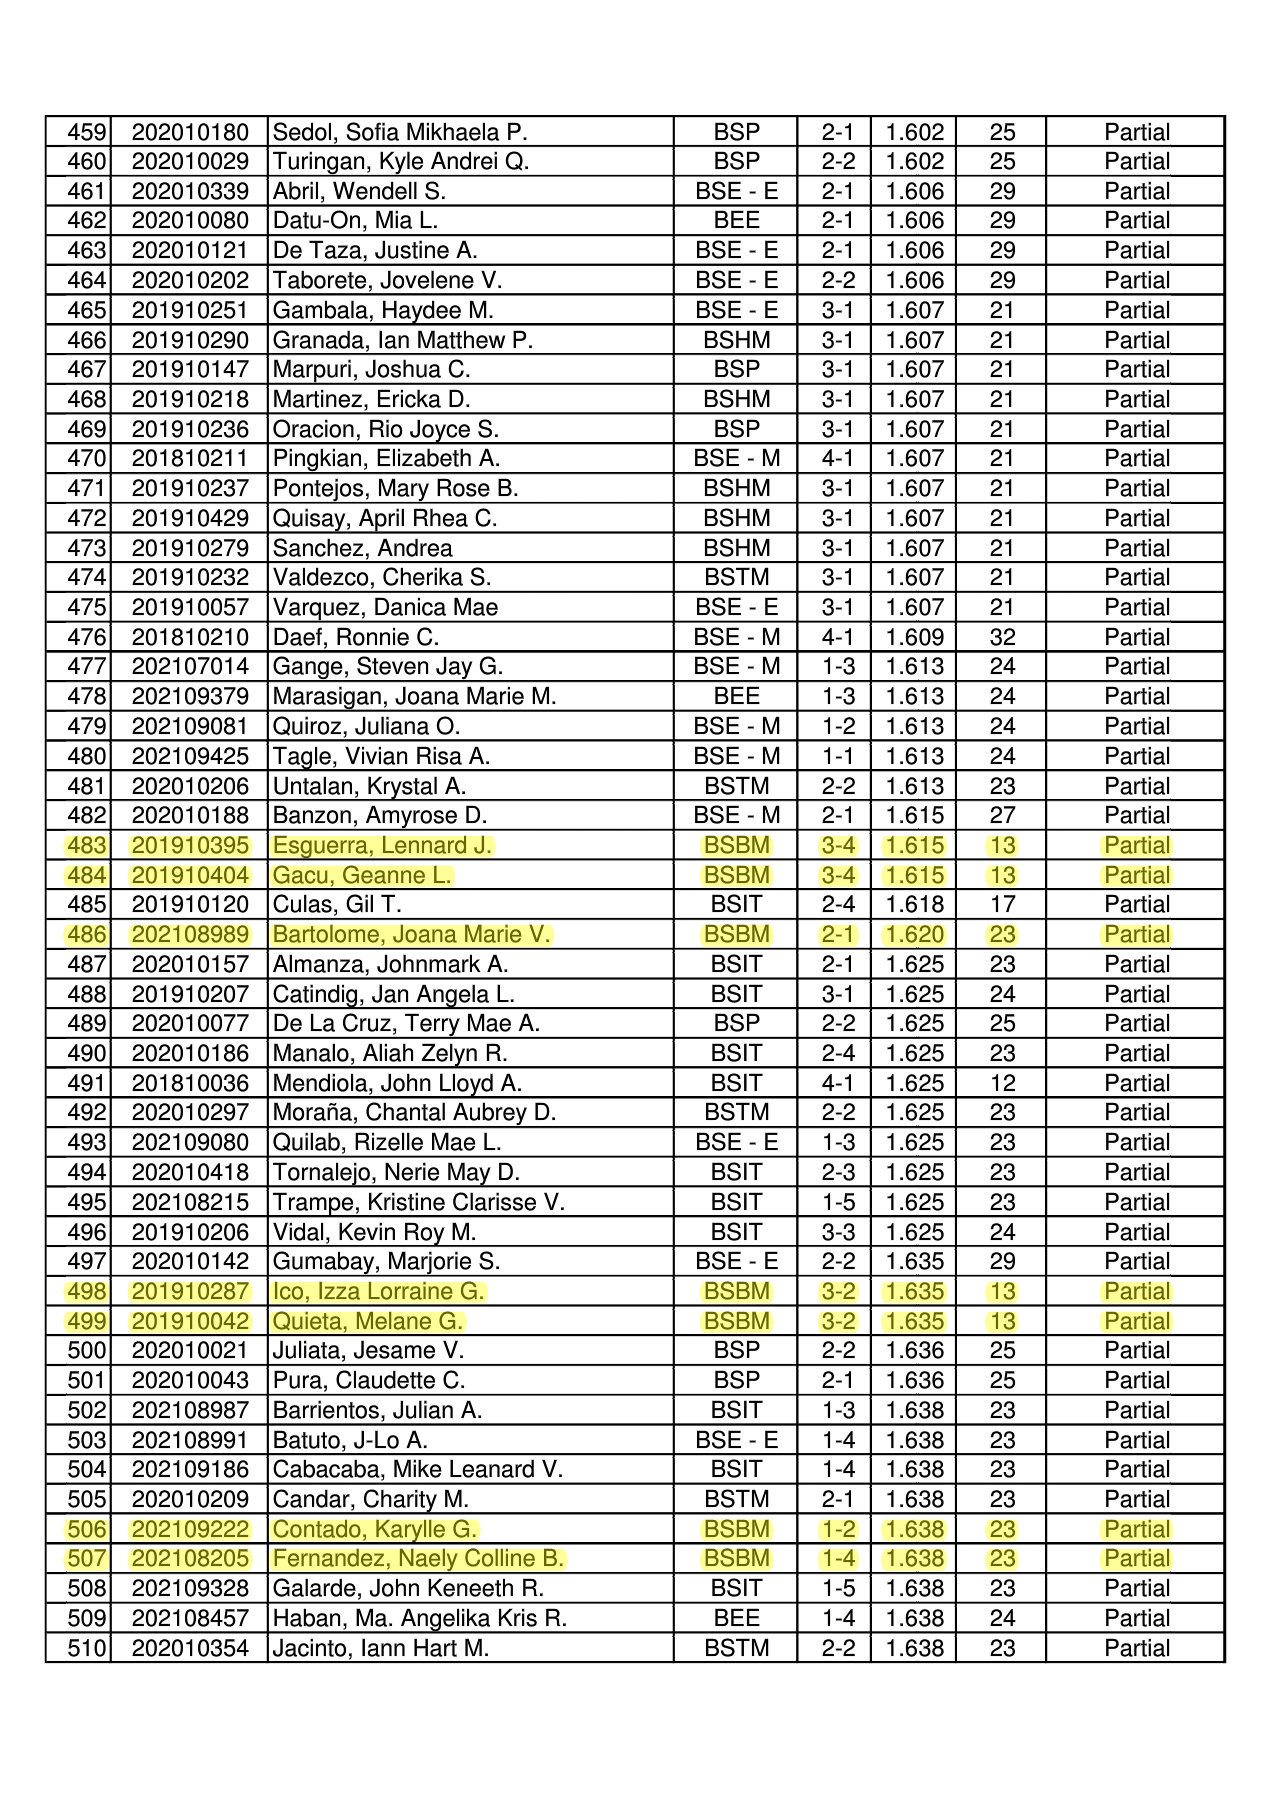 459 202010180 Sedol, Sofia Mikhaela P. BSP 2-1 1.602 25 Partial
460 202010029 Turingan, Kyle Andrei Q. BSP 2-2 1.602 25 Partial
461 202010339 Abril, Wendell S. BSE - E 2-1 1.606 29 Partial
462 202010080 Datu-On, Mia L. BEE 2-1 1.606 29 Partial
463 202010121 De Taza, Justine A. BSE - E 2-1 1.606 29 Partial
464 202010202 Taborete, Jovelene V. BSE - E 2-2 1.606 29 Partial
465 201910251 Gambala, Haydee M. BSE - E 3-1 1.607 21 Partial
466 201910290 Granada, Ian Matthew P. BSHM 3-1 1.607 21 Partial
467 201910147 Marpuri, Joshua C. BSP 3-1 1.607 21 Partial
468 201910218 Martinez, Ericka D. BSHM 3-1 1.607 21 Partial
469 201910236 Oracion, Rio Joyce S. BSP 3-1 1.607 21 Partial
470 201810211 Pingkian, Elizabeth A. BSE - M 4-1 1.607 21 Partial
471 201910237 Pontejos, Mary Rose B. BSHM 3-1 1.607 21 Partial
472 201910429 Quisay, April Rhea C. BSHM 3-1 1.607 21 Partial
473 201910279 Sanchez, Andrea BSHM 3-1 1.607 21 Partial
474 201910232 Valdezco, Cherika S. BSTM 3-1 1.607 21 Partial
475 201910057 Varquez, Danica Mae BSE - E 3-1 1.607 21 Partial
476 201810210 Daef, Ronnie C. BSE - M 4-1 1.609 32 Partial
477 202107014 Gange, Steven Jay G. BSE - M 1-3 1.613 24 Partial
478 202109379 Marasigan, Joana Marie M. BEE 1-3 1.613 24 Partial
479 202109081 Quiroz, Juliana O. BSE - M 1-2 1.613 24 Partial
480 202109425 Tagle, Vivian Risa A. BSE - M 1-1 1.613 24 Partial
481 202010206 Untalan, Krystal A. BSTM 2-2 1.613 23 Partial
482 202010188 Banzon, Amyrose D. BSE - M 2-1 1.615 27 Partial
483 201910395 Esguerra, Lennard J. BSBM 3-4 1.615 13 Partial
484 201910404 Gacu, Geanne L. BSBM 3-4 1.615 13 Partial
485 201910120 Culas, Gil T. BSIT 2-4 1.618 17 Partial
486 202108989 Bartolome, Joana Marie V. BSBM 2-1 1.620 23 Partial
487 202010157 Almanza, Johnmark A. BSIT 2-1 1.625 23 Partial
488 201910207 Catindig, Jan Angela L. BSIT 3-1 1.625 24 Partial
489 202010077 De La Cruz, Terry Mae A. BSP 2-2 1.625 25 Partial
490 202010186 Manalo, Aliah Zelyn R. BSIT 2-4 1.625 23 Partial
491 201810036 Mendiola, John Lloyd A. BSIT 4-1 1.625 12 Partial
492 202010297 Moraña, Chantal Aubrey D. BSTM 2-2 1.625 23 Partial
493 202109080 Quilab, Rizelle Mae L. BSE - E 1-3 1.625 23 Partial
494 202010418 Tornalejo, Nerie May D. BSIT 2-3 1.625 23 Partial
495 202108215 Trampe, Kristine Clarisse V. BSIT 1-5 1.625 23 Partial
496 201910206 Vidal, Kevin Roy M. BSIT 3-3 1.625 24 Partial
497 202010142 Gumabay, Marjorie S. BSE - E 2-2 1.635 29 Partial
498 201910287 Ico, Izza Lorraine G. BSBM 3-2 1.635 13 Partial
499 201910042 Quieta, Melane G. BSBM 3-2 1.635 13 Partial
500 202010021 Juliata, Jesame V. BSP 2-2 1.636 25 Partial
501 202010043 Pura, Claudette C. BSP 2-1 1.636 25 Partial
502 202108987 Barrientos, Julian A. BSIT 1-3 1.638 23 Partial
503 202108991 Batuto, J-Lo A. BSE - E 1-4 1.638 23 Partial
504 202109186 Cabacaba, Mike Leanard V. BSIT 1-4 1.638 23 Partial
505 202010209 Candar, Charity M. BSTM 2-1 1.638 23 Partial
506 202109222 Contado, Karylle G. BSBM 1-2 1.638 23 Partial
507 202108205 Fernandez, Naely Colline B. BSBM 1-4 1.638 23 Partial
508 202109328 Galarde, John Keneeth R. BSIT 1-5 1.638 23 Partial
509 202108457 Haban, Ma. Angelika Kris R. BEE 1-4 1.638 24 Partial
510 202010354 Jacinto, Iann Hart M. BSTM 2-2 1.638 23 Partial